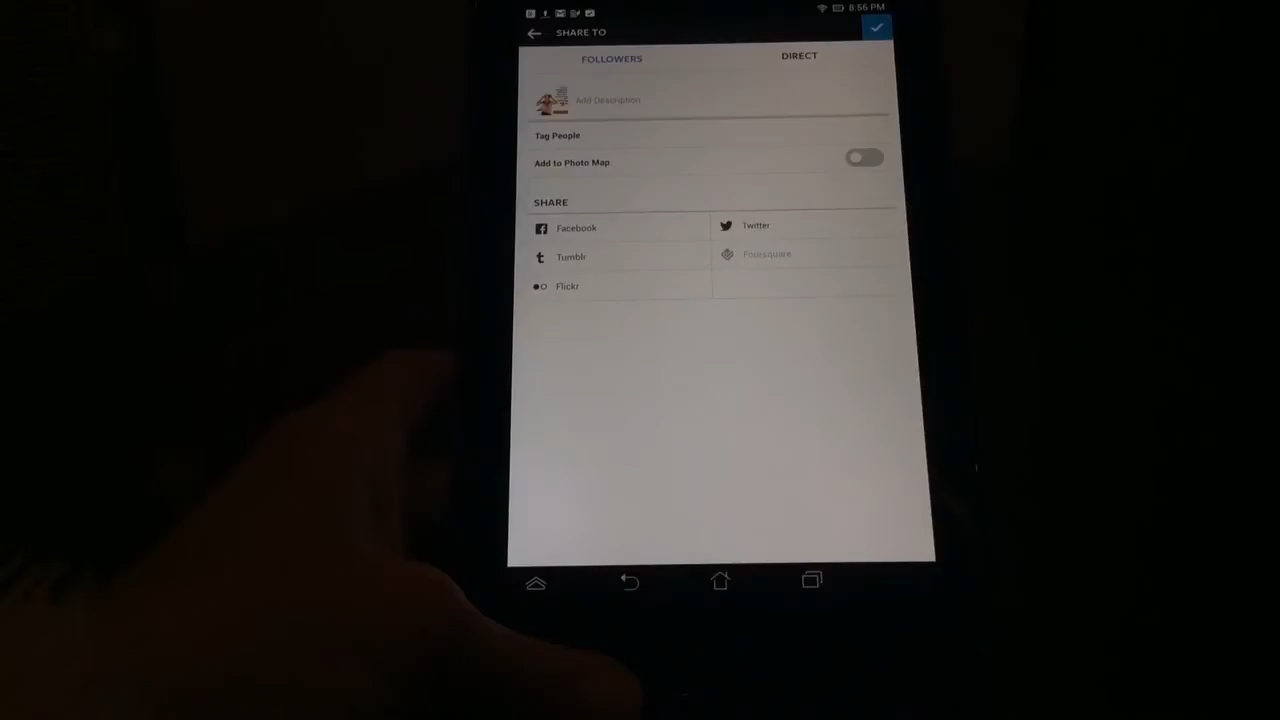 8:56 PM
SHARE TO
FOLLOWERS DIRECT
Add Description
Tag People
Add to Photo Map
SHARE
Facebook Twitter
Tumblr Foursquare
Flickr